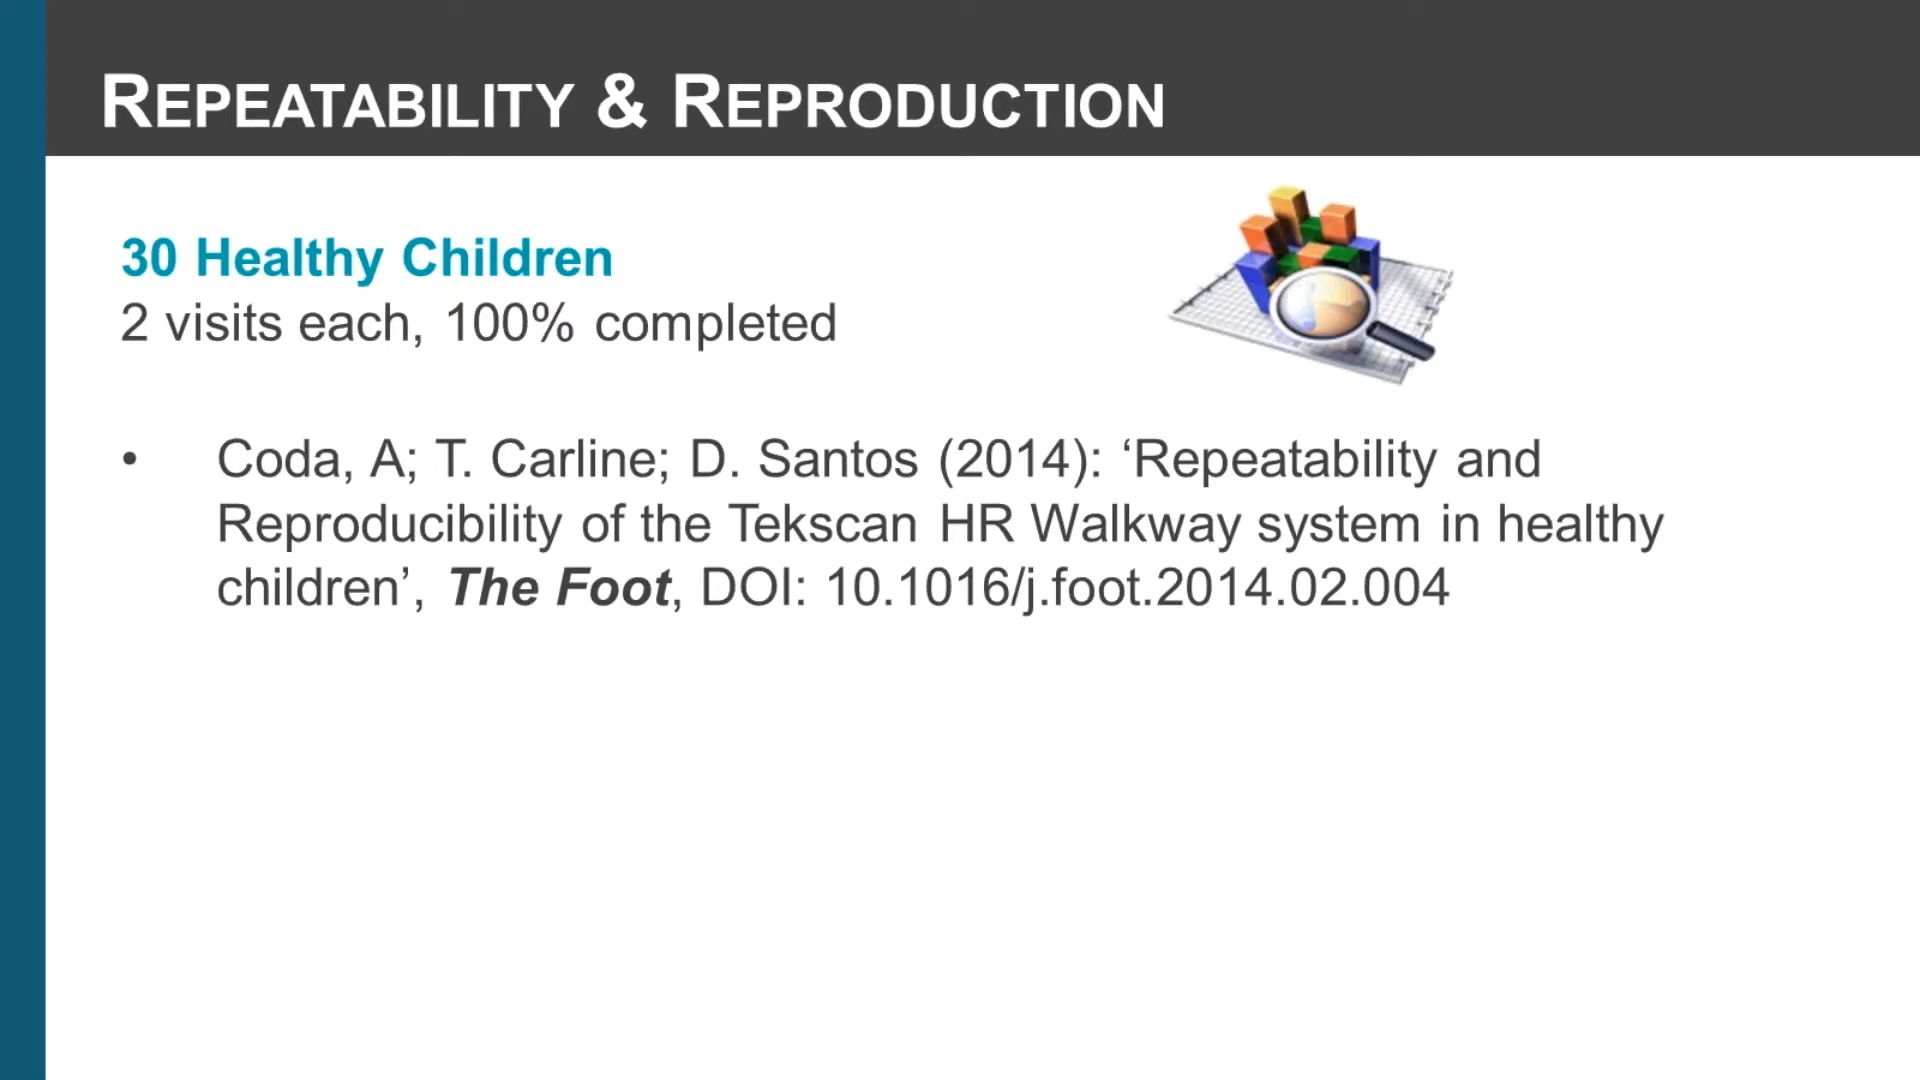 REPEATABILITY & REPRODUCTION
30 Healthy Children
2 visits each, 100% completed
• Coda, A; T. Carline; D. Santos (2014): ‘Repeatability and
Reproducibility of the Tekscan HR Walkway system in healthy
children’, The Foot, DOI: 10.1016/j.foot.2014.02.004